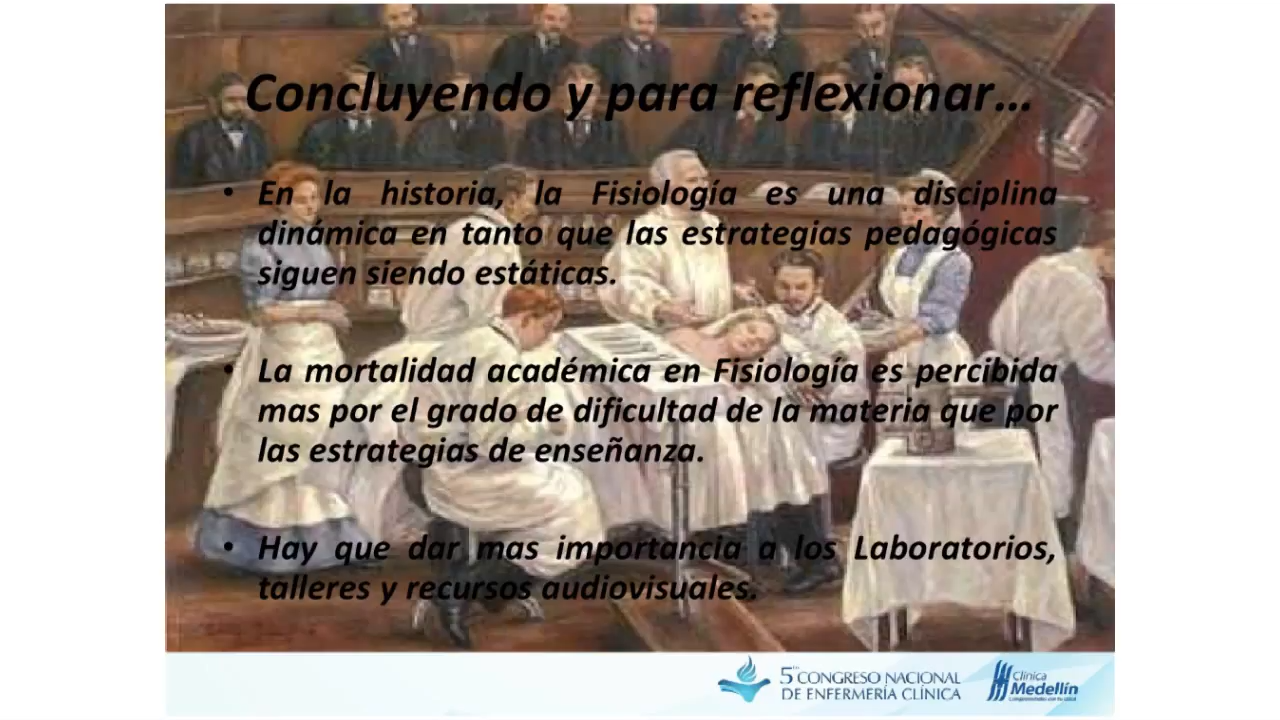 Concluyendo y para reflexionar...
• En la historia, la Fisiología es una disciplina
dinámica en tanto que las estrategias pedagógicas
siguen siendo estáticas.
• La mortalidad académica en Fisiología es percibida
mas por el grado de dificultad de la materia que por
las estrategias de enseñanza.
• Hay que dar mas importancia a los Laboratorios,
talleres y recursos audiovisuales.
5to CONGRESO NACIONAL
DE ENFERMERÍA CLÍNICA
Clínica
Medellín